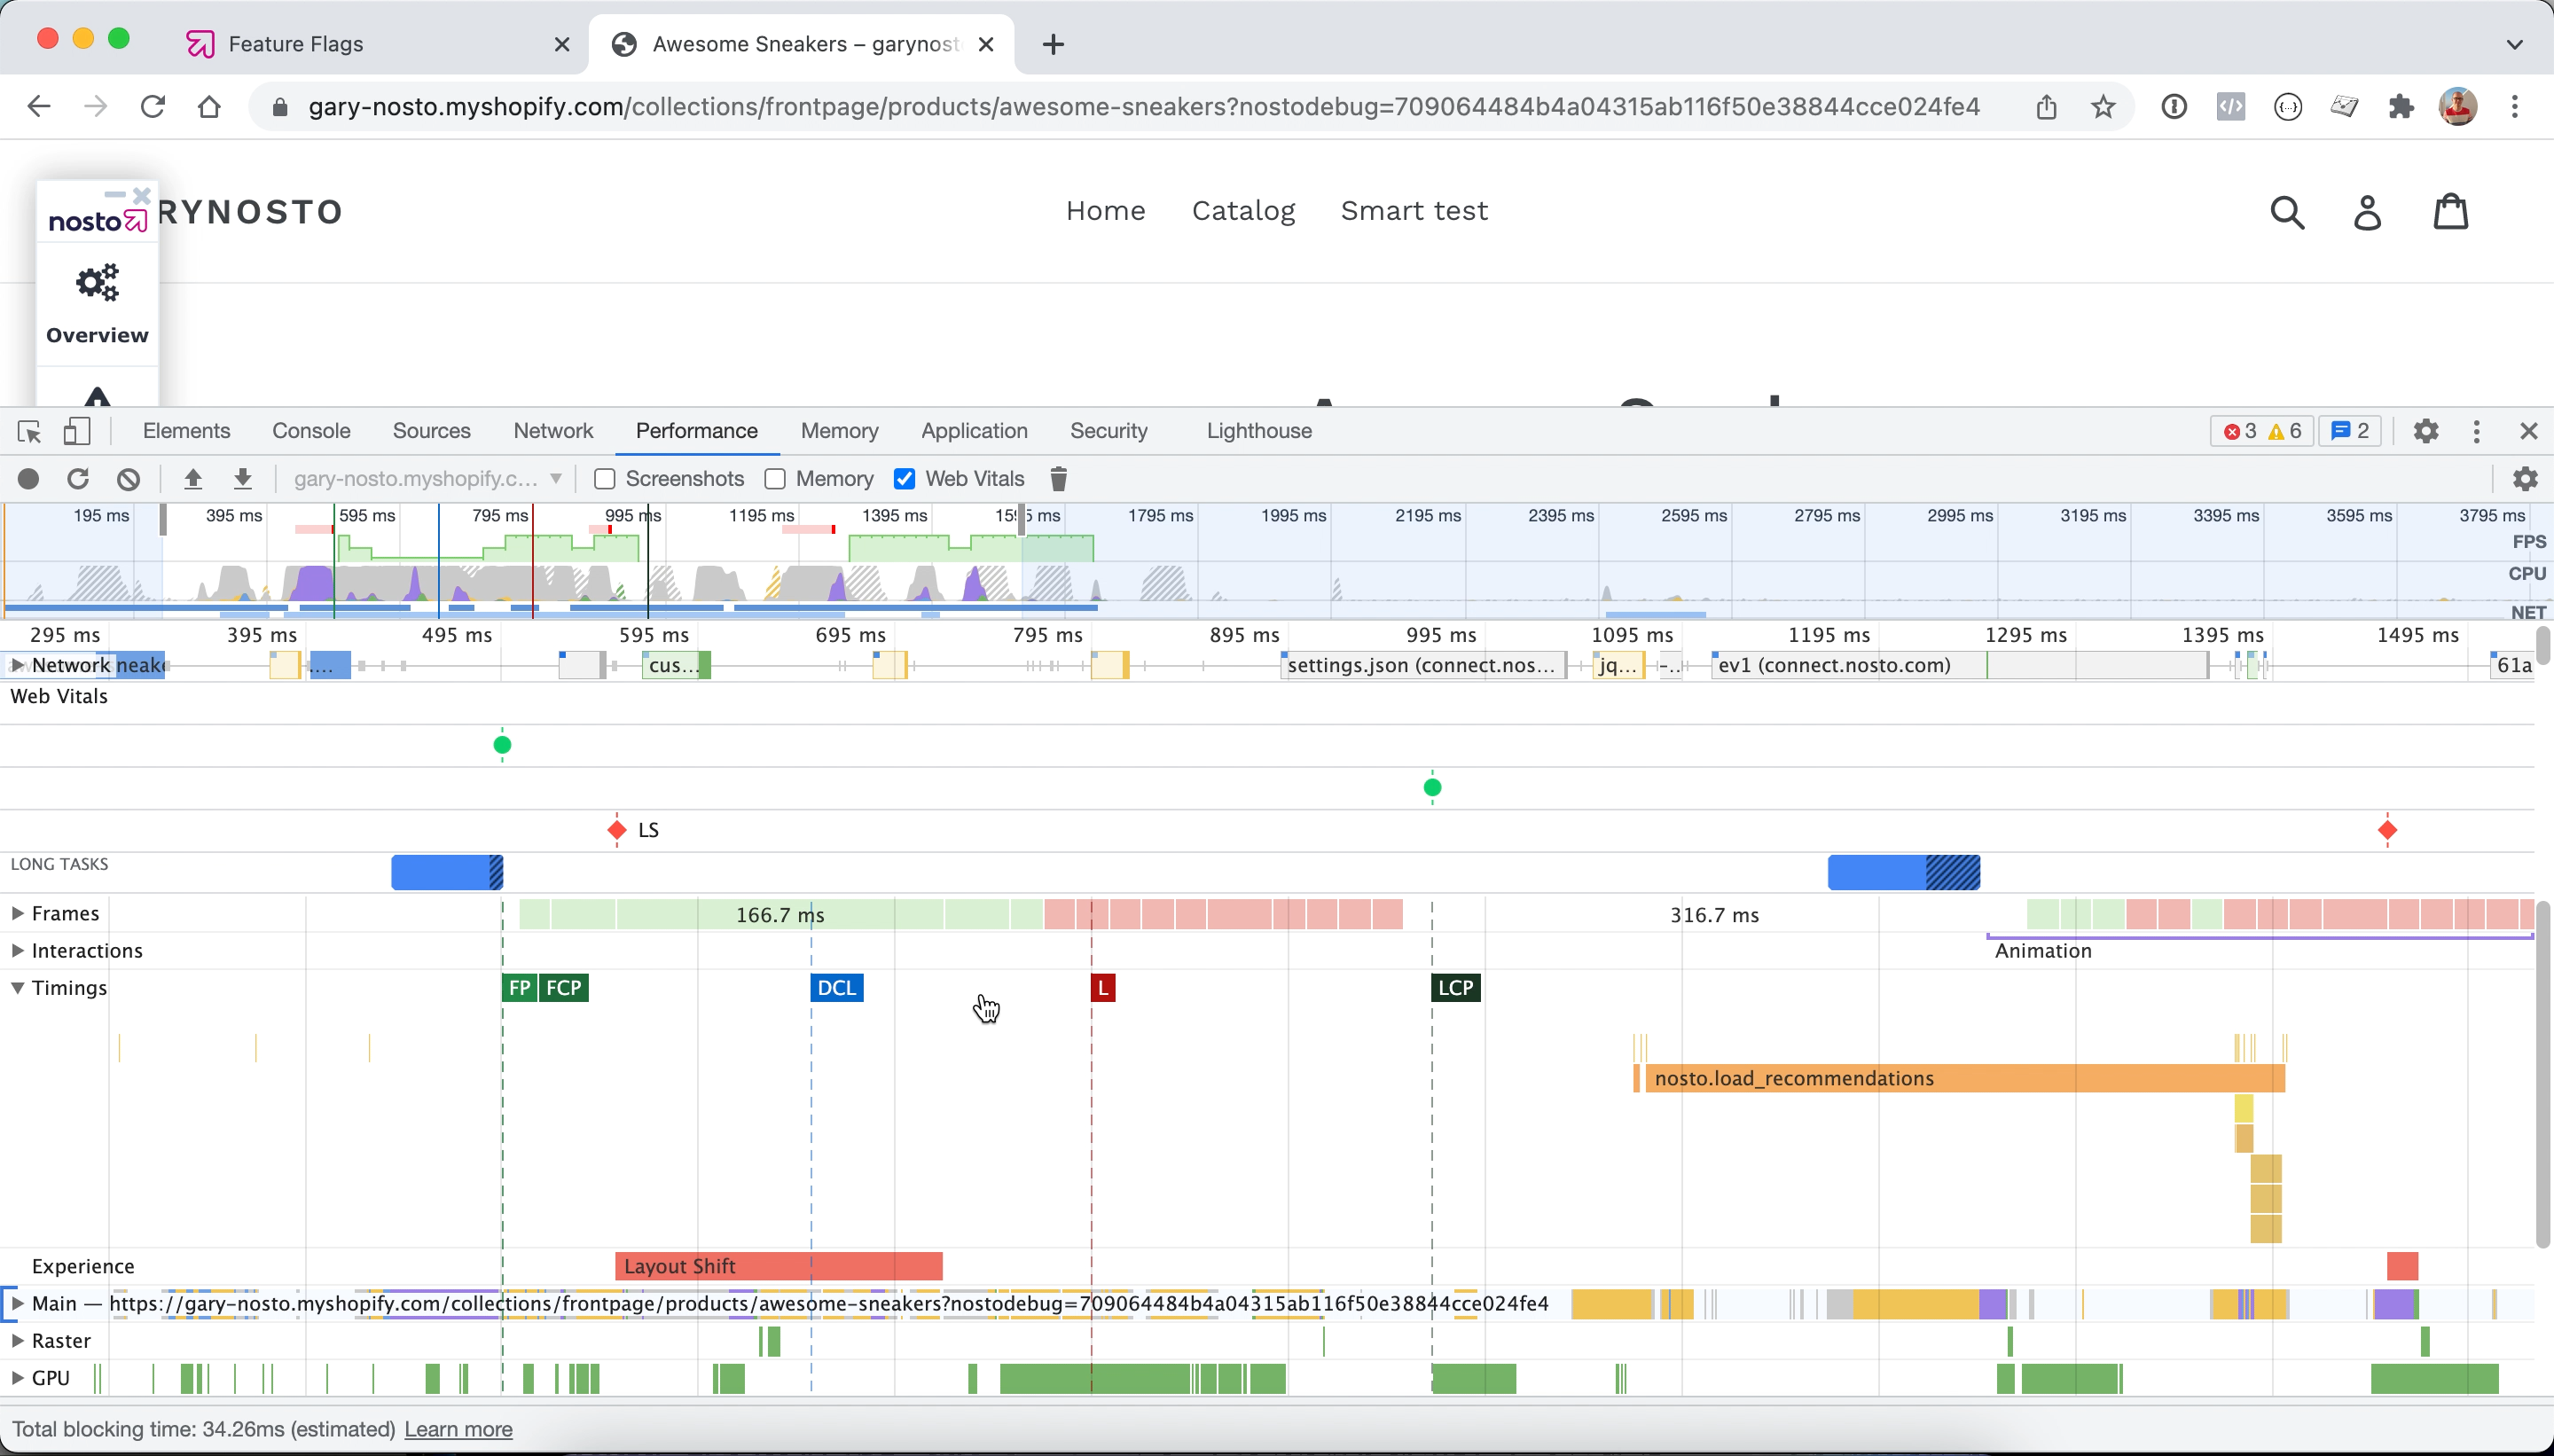 Feature Flags
Awesome Sneakers – garynost
gary-nosto.myshopify.com/collections/frontpage/products/awesome-sneakers?nostodebug=709064484b4a04315ab116f50e38844cce024fe4
nosto
RYNOSTO
Home Catalog Smart test
Overview
Elements Console Sources Network Performance Memory Application Security Lighthouse
3 6 2
gary-nosto.myshopify.c... Screenshots Memory Web Vitals
195 ms 395 ms 595 ms 795 ms 995 ms 1195 ms 1395 ms 1795 ms 1995 ms 2195 ms 2395 ms 2595 ms 2795 ms 2995 ms 3195 ms 3395 ms 3595 ms 3795 ms
FPS
CPU
NET
295 ms 395 ms 495 ms 595 ms 695 ms 795 ms 895 ms 995 ms 1095 ms 1195 ms 1295 ms 1395 ms 1495 ms
Network neake .... cus... settings.json (connect.nos... jq... -... ev1 (connect.nosto.com) 61a
Web Vitals
LS
LONG TASKS
Frames 166.7 ms 316.7 ms
Interactions Animation
Timings FP FCP DCL L LCP
nosto.load_recommendations
Experience Layout Shift
Main — https://gary-nosto.myshopify.com/collections/frontpage/products/awesome-sneakers?nostodebug=709064484b4a04315ab116f50e38844cce024fe4
Raster
GPU
Total blocking time: 34.26ms (estimated) Learn more